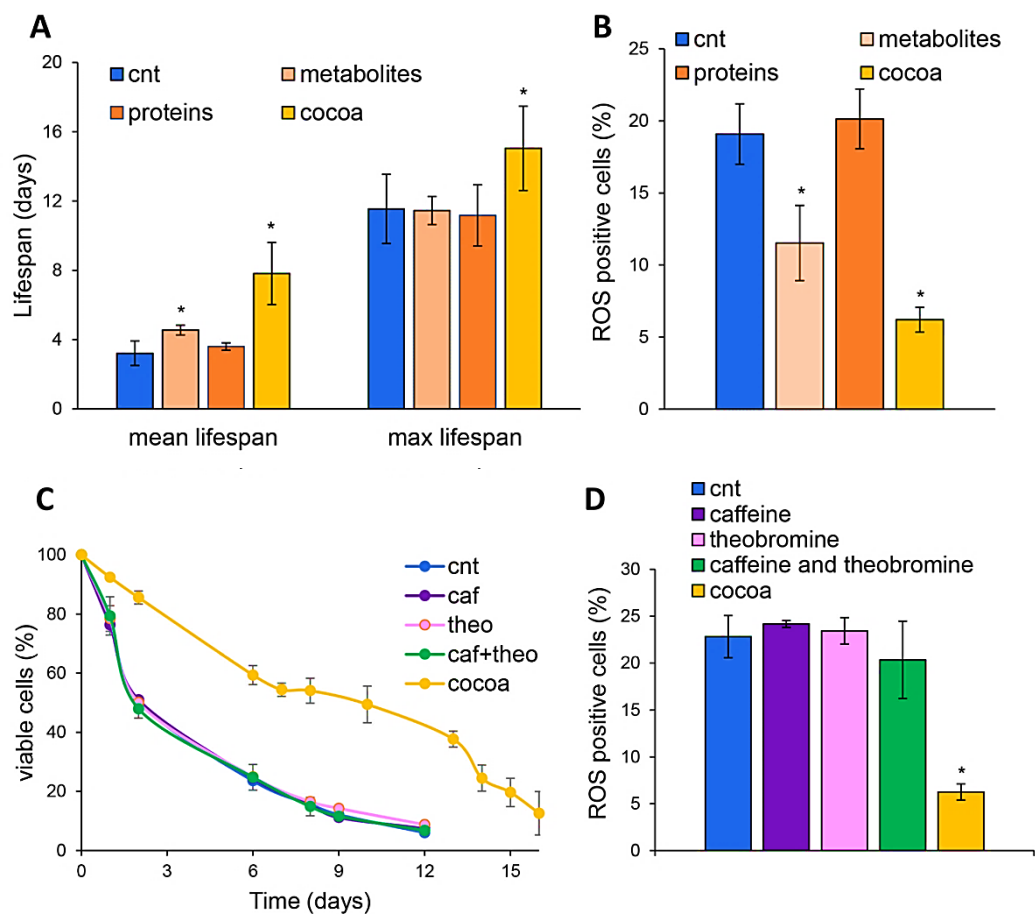 A
cnt
metabolites
proteins
cocoa
Lifespan (days)
20
16
12
8
4
0
*
*
*
mean lifespan
max lifespan
B
cnt
metabolites
proteins
cocoa
ROS positive cells (%)
25
20
15
10
5
0
*
*
C
viable cells (%)
100
80
60
40
20
0
cnt
caf
theo
caf+theo
cocoa
0
3
6
9
12
15
Time (days)
D
cnt
caffeine
theobromine
caffeine and theobromine
cocoa
ROS positive cells (%)
30
25
20
15
10
5
0
*